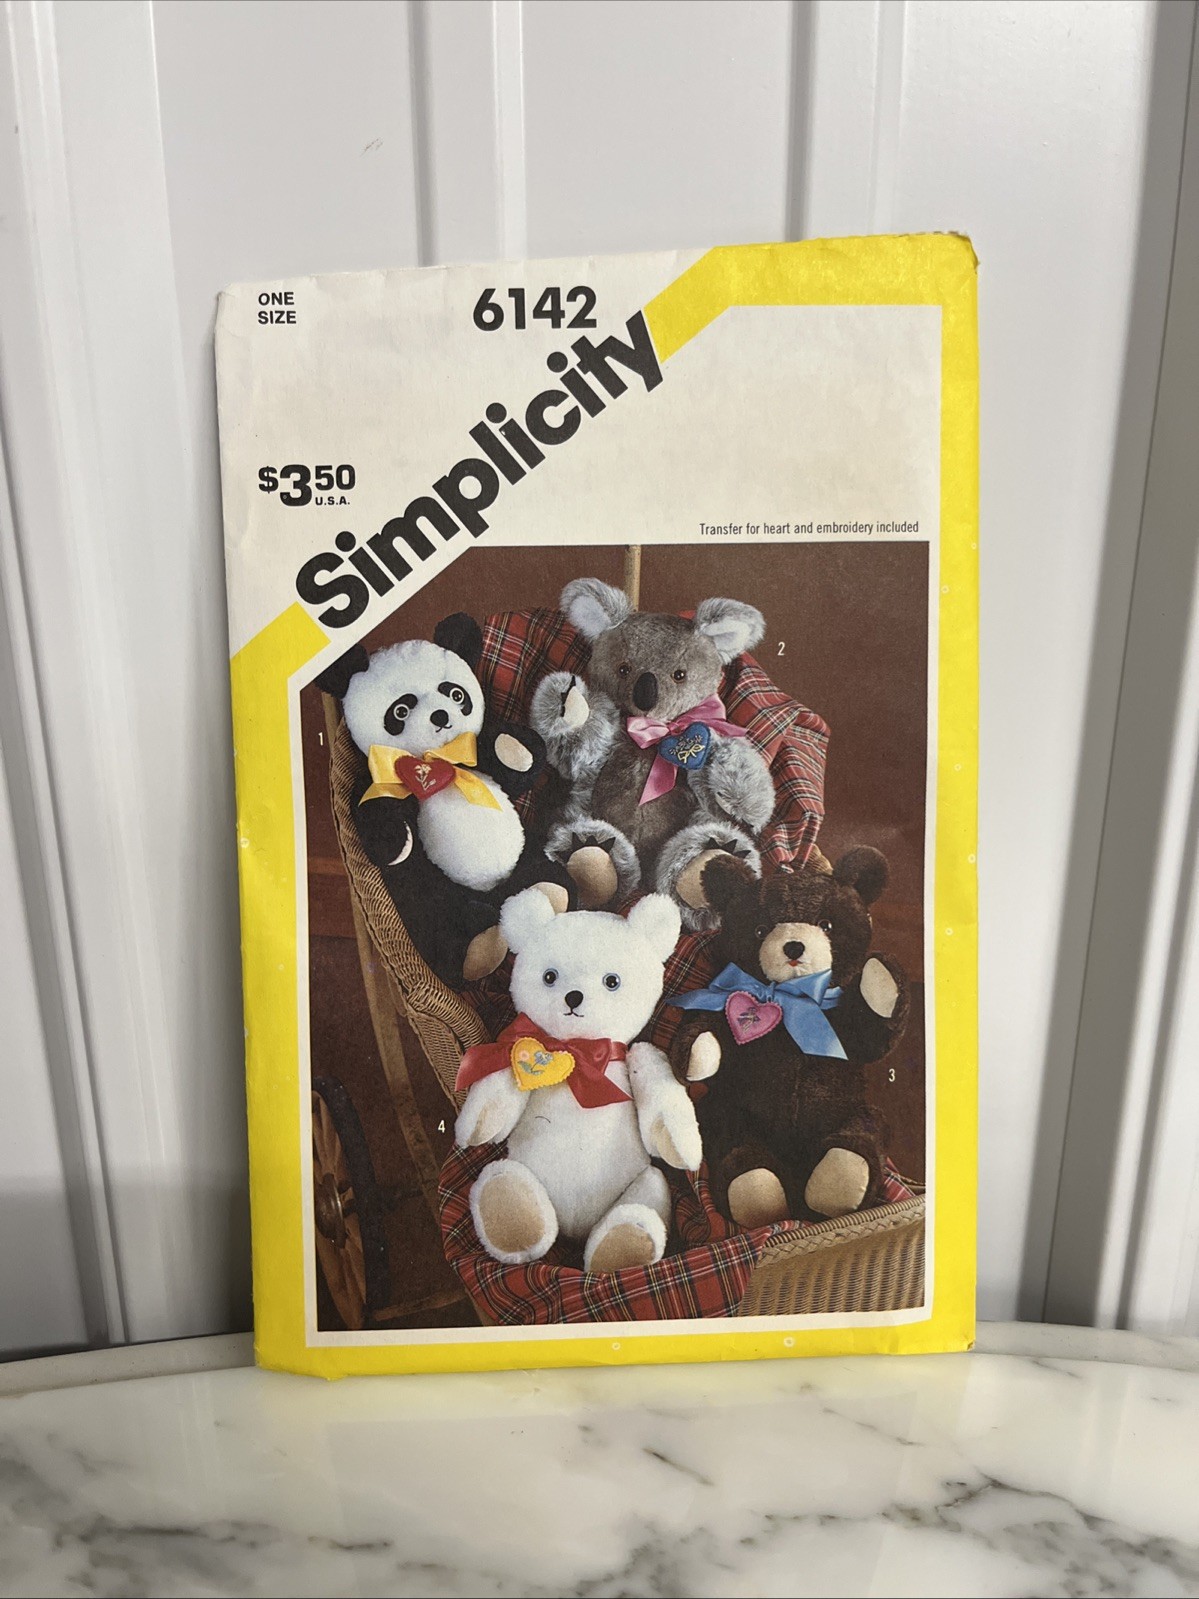 ONE
SIZE
6142
Simplicity
$3.50
U.S.A.
Transfer for heart and embroidery included
1
2
3
4